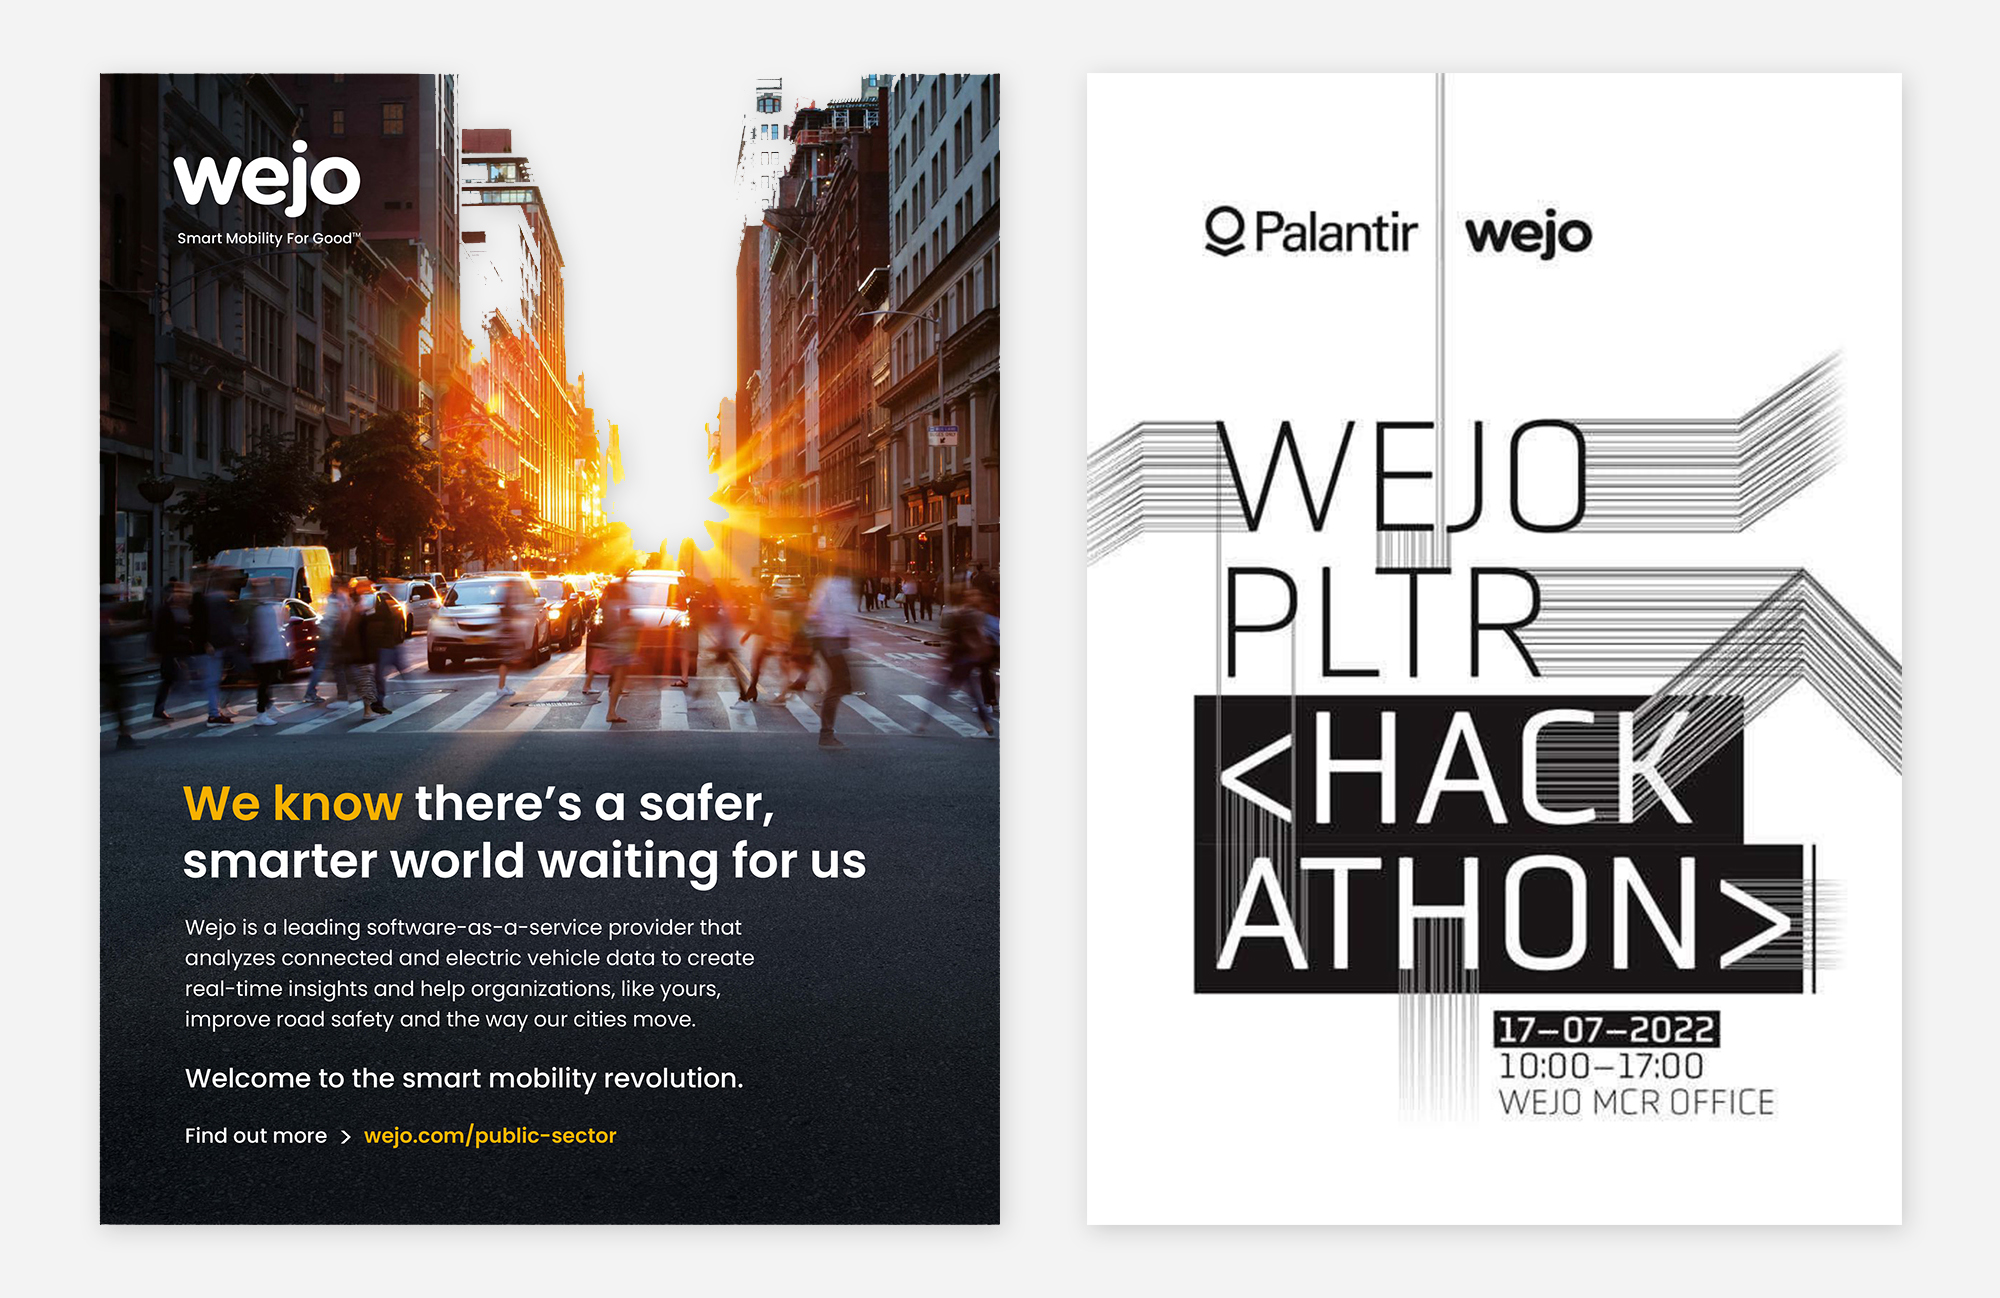 wejo
Smart Mobility For Good™
We know there's a safer,
smarter world waiting for us
Wejo is a leading software-as-a-service provider that
analyzes connected and electric vehicle data to create
real-time insights and help organizations, like yours,
improve road safety and the way our cities move.
Welcome to the smart mobility revolution.
Find out more > wejo.com/public-sector
Palantir wejo
WEJO
PLTR
<HACK
ATHON>
17–07–2022
10:00–17:00
WEJO MCR OFFICE